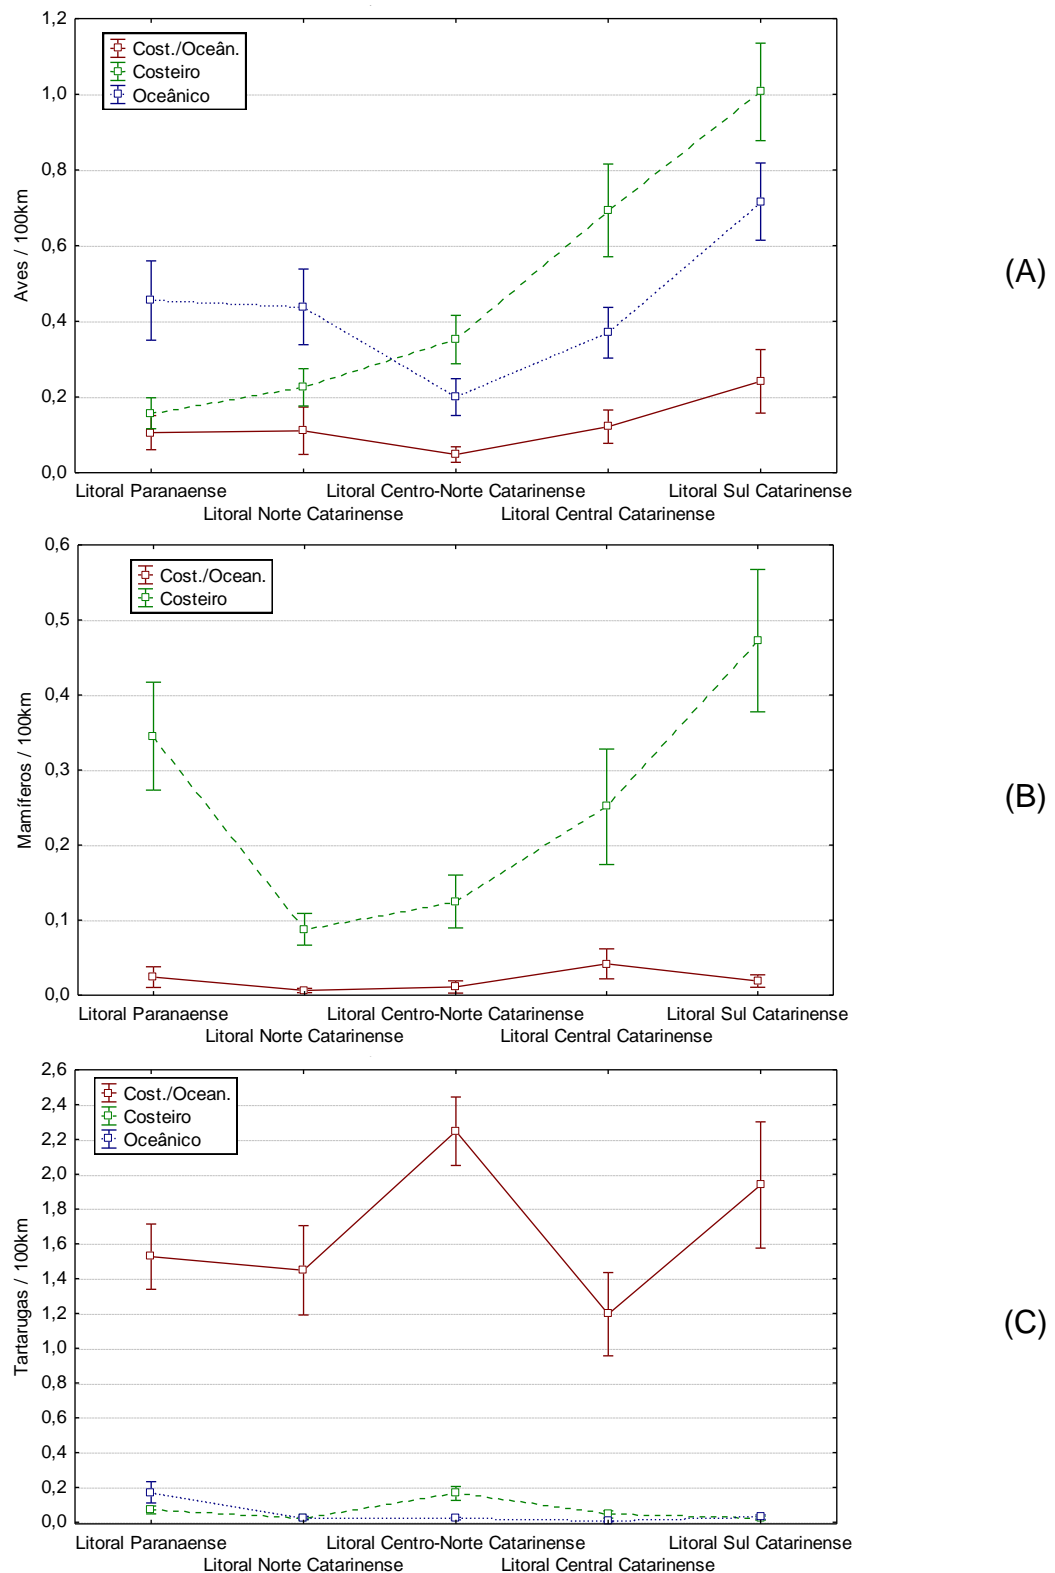 1,2
Cost./Oceân.
Costeiro
Oceânico
1,0
0,8
0,6
0,4
0,2
0,0
Aves / 100km
(A)
Litoral Paranaense
Litoral Centro-Norte Catarinense
Litoral Sul Catarinense
Litoral Norte Catarinense
Litoral Central Catarinense
0,6
Cost./Ocean.
Costeiro
0,5
0,4
0,3
0,2
0,1
0,0
Mamíferos / 100km
(B)
Litoral Paranaense
Litoral Centro-Norte Catarinense
Litoral Sul Catarinense
Litoral Norte Catarinense
Litoral Central Catarinense
2,6
Cost./Ocean.
Costeiro
Oceânico
2,4
2,2
2,0
1,8
1,6
1,4
1,2
1,0
0,8
0,6
0,4
0,2
0,0
Tartarugas / 100km
(C)
Litoral Paranaense
Litoral Centro-Norte Catarinense
Litoral Sul Catarinense
Litoral Norte Catarinense
Litoral Central Catarinense